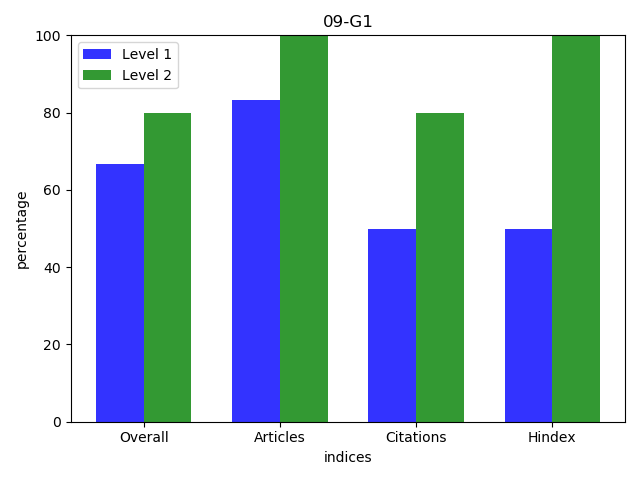 09-G1
Level 1
Level 2
percentage
100
80
60
40
20
0
Overall Articles Citations Hindex
indices